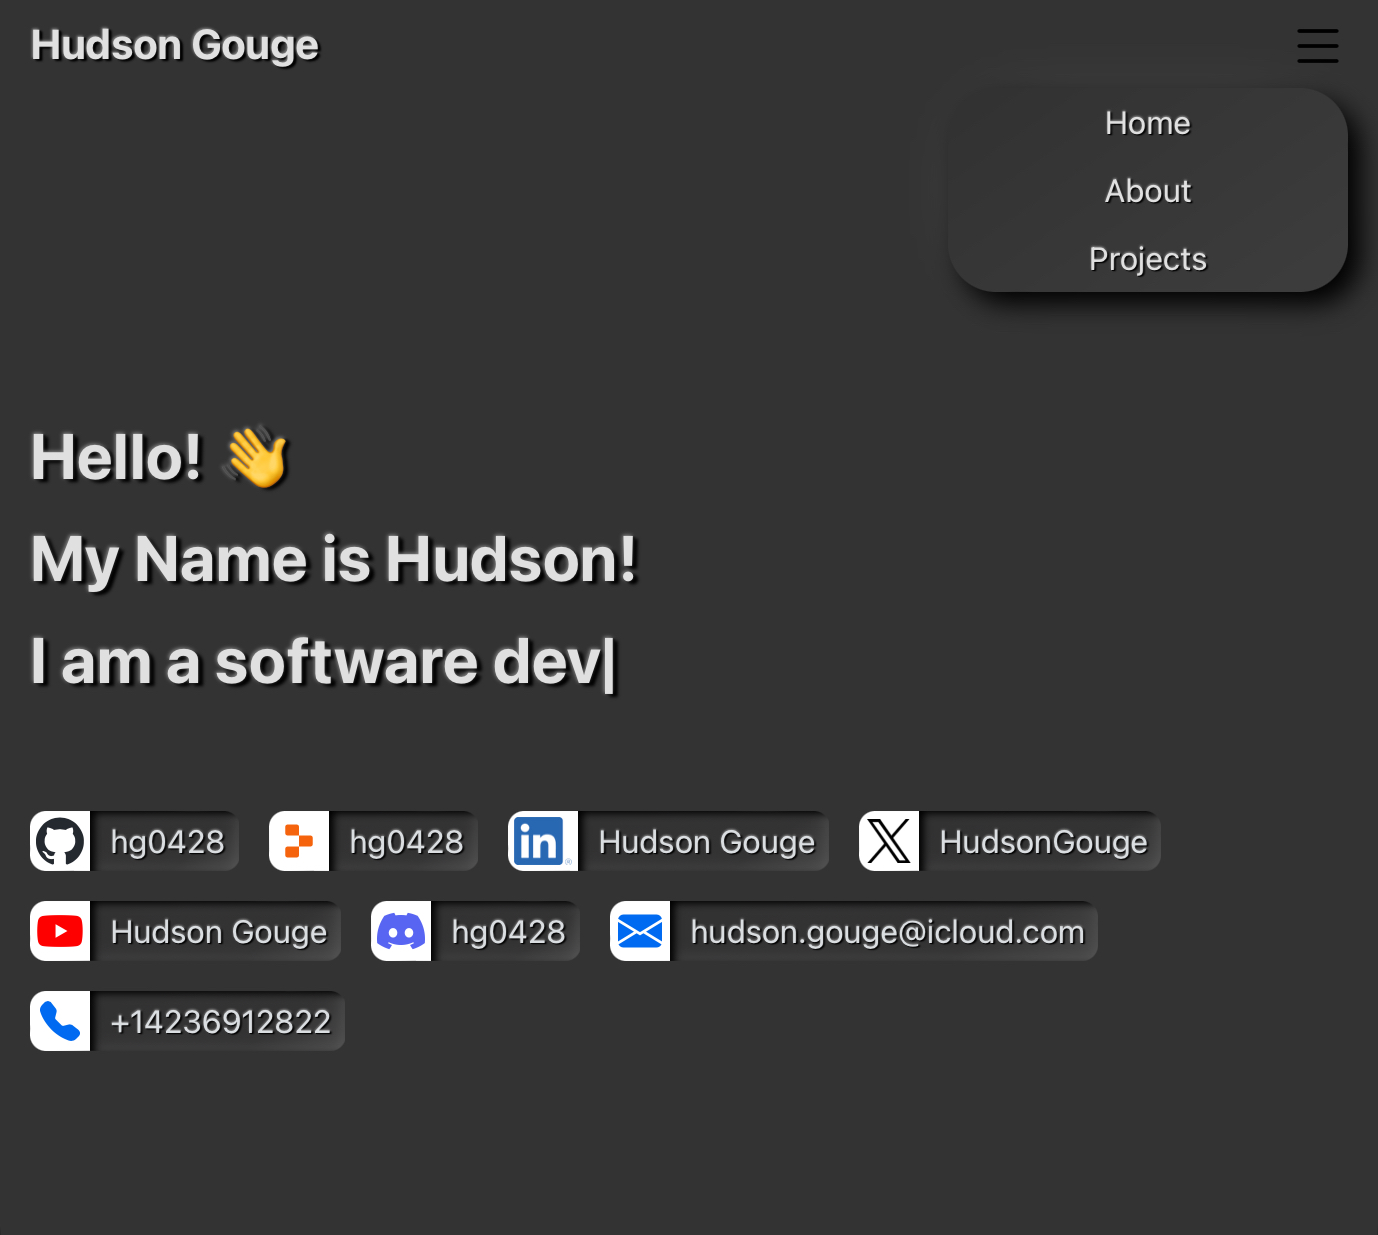 Hudson Gouge
Home
About
Projects
Hello! 👋
My Name is Hudson!
I am a software dev|
hg0428
hg0428
in Hudson Gouge
HudsonGouge
Hudson Gouge
hg0428
hudson.gouge@icloud.com
+14236912822